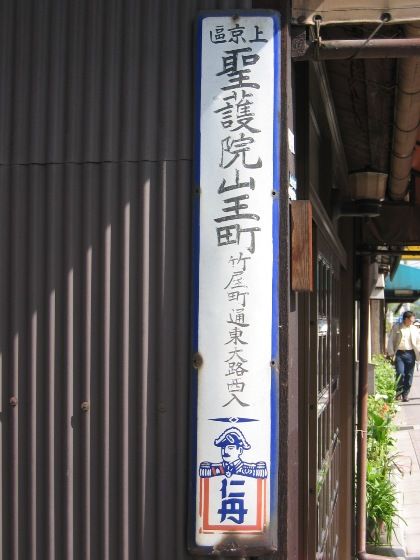 區京上
聖護院山王町
竹屋町通東大路西入
仁丹